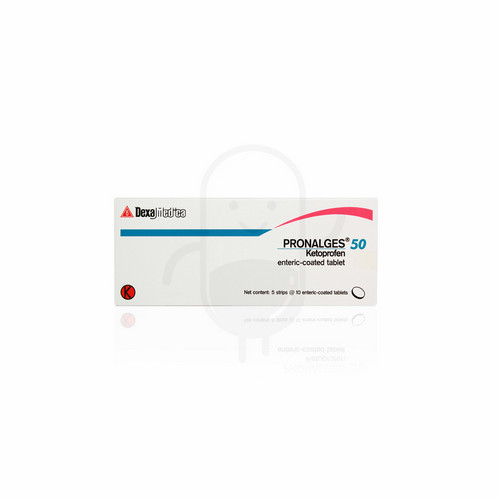 Dexa Medica
PRONALGES® 50
Ketoprofen
enteric-coated tablet
Net content: 5 strips @ 10 enteric-coated tablets
K